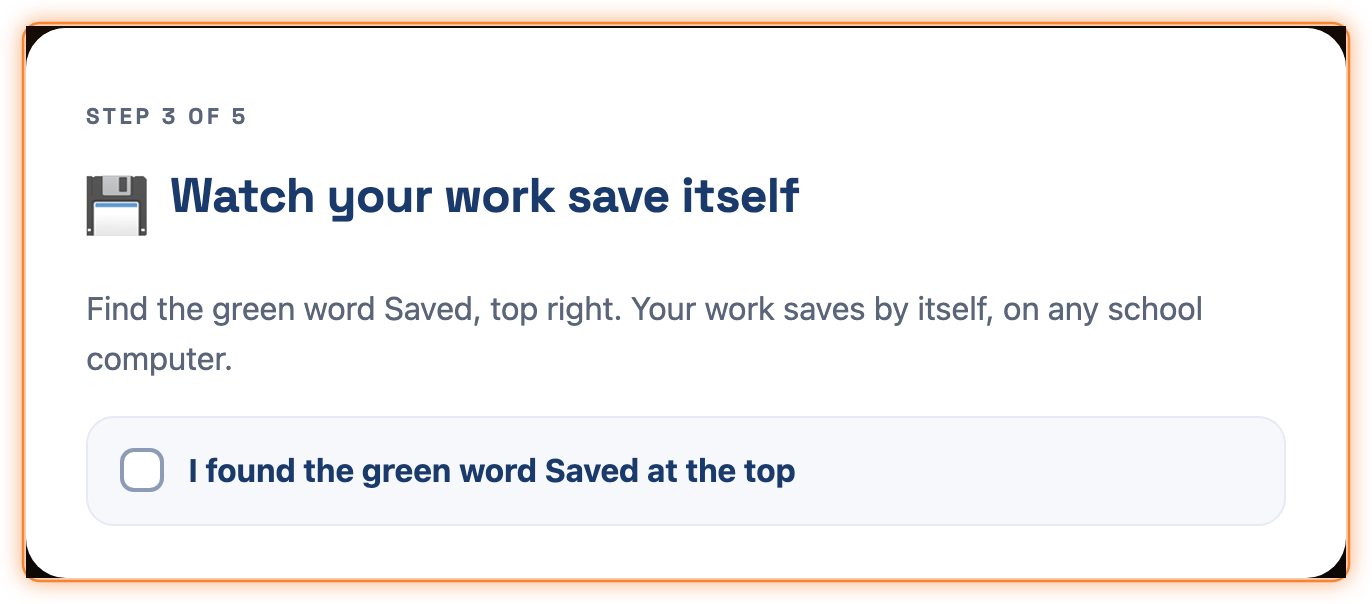 STEP 3 OF 5
Watch your work save itself
Find the green word Saved, top right. Your work saves by itself, on any school
computer.
I found the green word Saved at the top